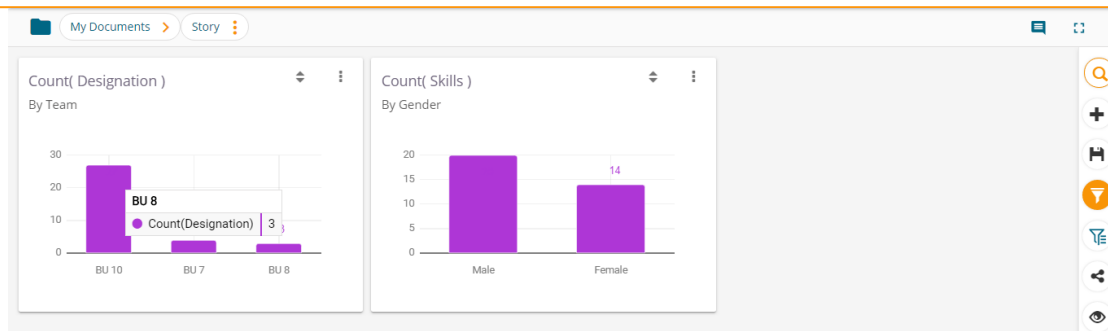 My Documents
Story
Count( Designation )
By Team
30
20
10
0
BU 10
BU 7
BU 8
BU 8
Count(Designation) 3
3
Count( Skills )
By Gender
20
15
10
5
0
14
Male
Female